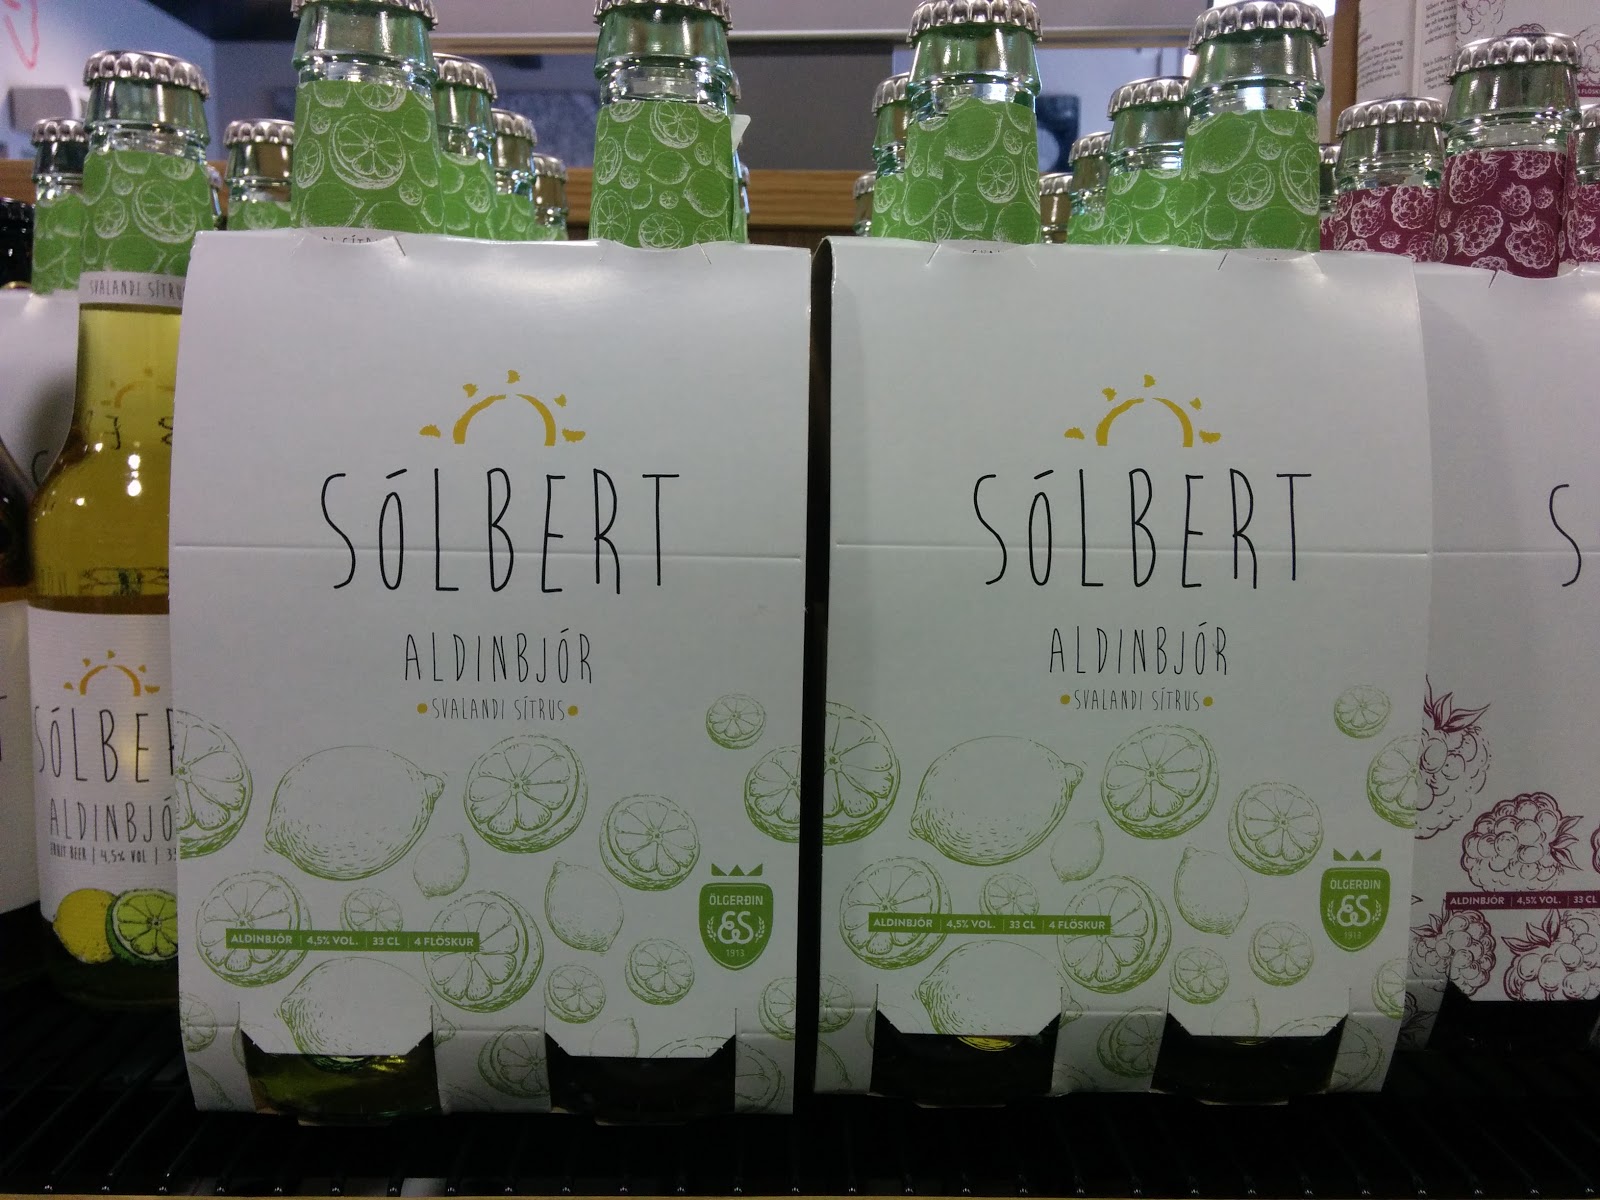 SVALANDI SÍTRUS
SÓLBERT
ALDINBJÓR
•SVALANDI SÍTRUS•
ALDINBJÓR | 4,5% VOL. | 33 CL | 4 FLÖSKUR
ÖLGERÐIN
&S
1913
SÓLBERT
ALDINBJÓR
•SVALANDI SÍTRUS•
ALDINBJÓR | 4,5% VOL. | 33 CL | 4 FLÖSKUR
ÖLGERÐIN
&S
1913
SÓLBE
ALDINBJÓ
FRUIT BEER | 4,5% VOL | 33
S
ALDINBJÓR | 4,5% VOL. | 33 CL